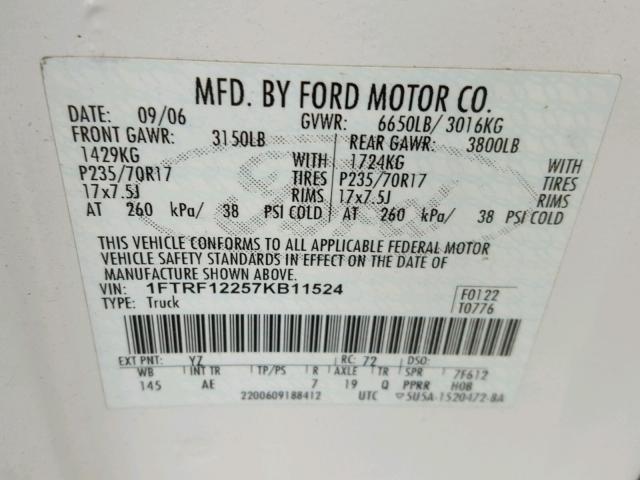 MFD. BY FORD MOTOR CO.
DATE: 09/06 GVWR: 6650LB/ 3016KG
FRONT GAWR: 3150LB REAR GAWR: 3800LB
1429KG WITH 1724KG WITH
P235/70R17 TIRES P235/70R17 TIRES
17x7.5J RIMS 17x7.5J RIMS
AT 260 kPa/ 38 PSI COLD AT 260 kPa/ 38 PSI COLD
THIS VEHICLE CONFORMS TO ALL APPLICABLE FEDERAL MOTOR
VEHICLE SAFETY STANDARDS IN EFFECT ON THE DATE OF
MANUFACTURE SHOWN ABOVE.
VIN: 1FTRF12257KB11524 F0122
TYPE: Truck T0776
EXT PNT: YZ RC: 72 DSO:
WB INT TR TP/PS R AXLE TR SPR 7F612
145 AE 7 19 Q PPRR H0B
2200609188412 UTC 5U5A-1520472-BA